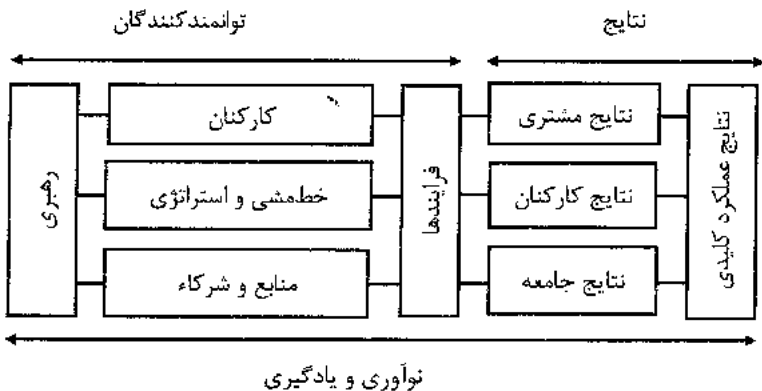 توانمندکنندگان
نتایج
رهبری
کارکنان
خط‌مشی و استراتژی
منابع و شرکاء
فرایندها
نتایج مشتری
نتایج کارکنان
نتایج جامعه
نتایج عملکرد کلیدی
نوآوری و یادگیری